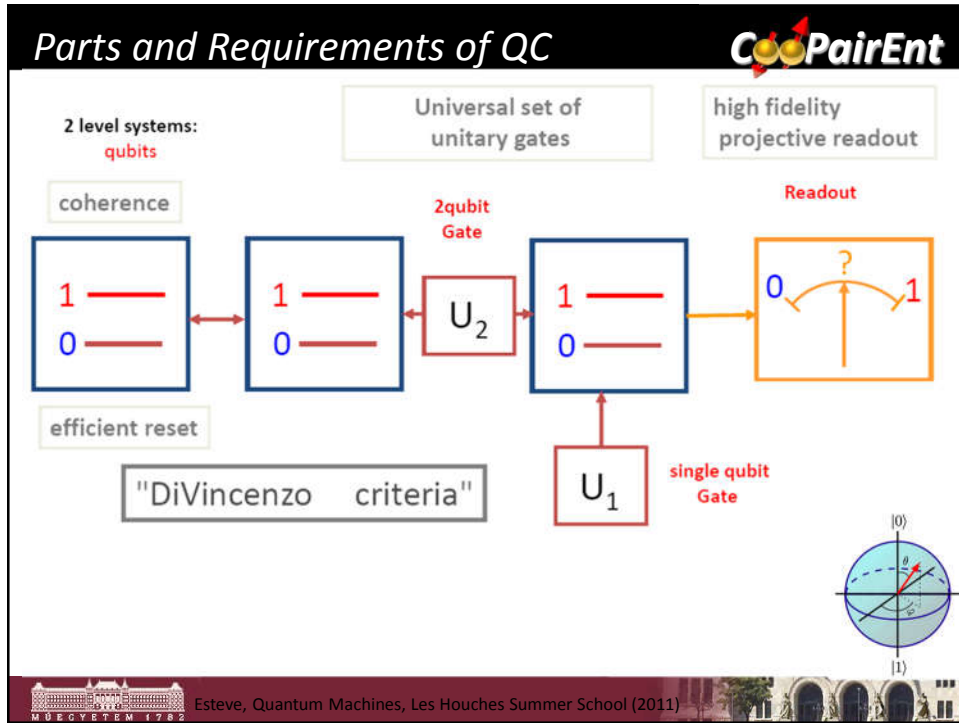 Parts and Requirements of QC
CooPairEnt
2 level systems:
qubits
Universal set of
unitary gates
high fidelity
projective readout
coherence
2qubit
Gate
Readout
1
0
1
0
U₂
1
0
0
?
1
efficient reset
"DiVincenzo criteria"
U₁
single qubit
Gate
|0⟩
θ
φ
|1⟩
MŰEGYETEM 1782
Esteve, Quantum Machines, Les Houches Summer School (2011)